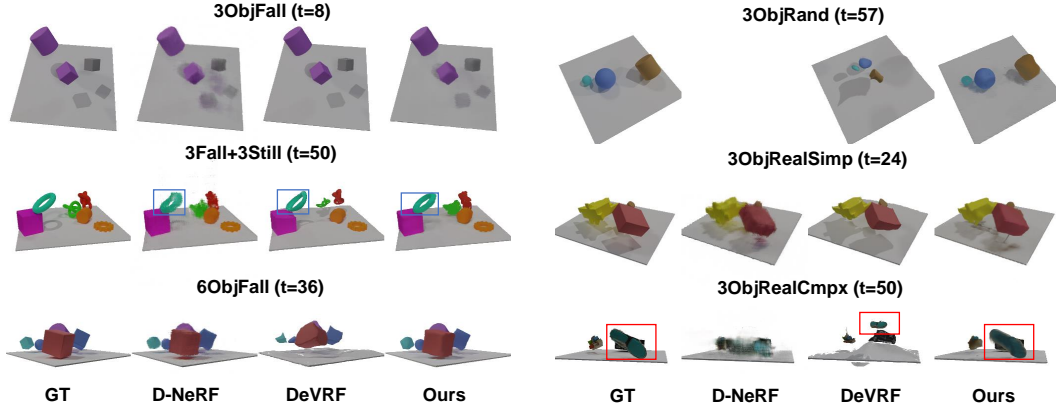 3ObjFall (t=8)
3ObjRand (t=57)
3Fall+3Still (t=50)
3ObjRealSimp (t=24)
6ObjFall (t=36)
3ObjRealCmpx (t=50)
GT D-NeRF DeVRF Ours GT D-NeRF DeVRF Ours